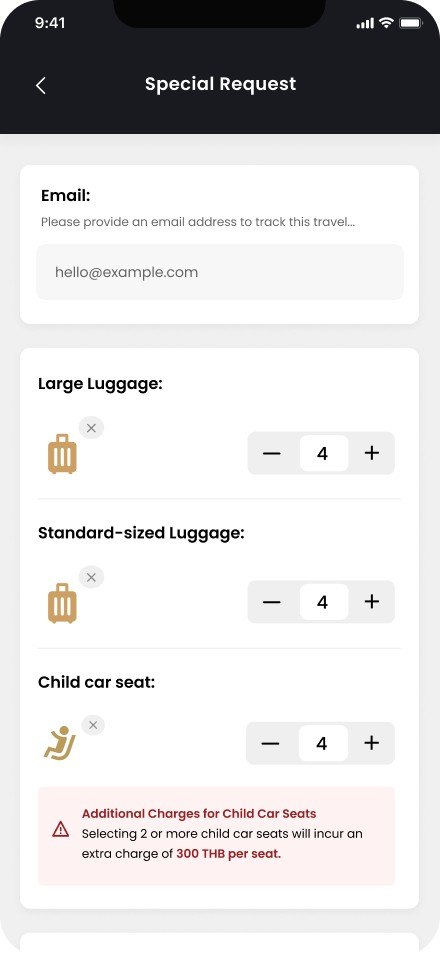 9:41
Special Request
Email:
Please provide an email address to track this travel...
hello@example.com
Large Luggage:
4
Standard-sized Luggage:
4
Child car seat:
4
Additional Charges for Child Car Seats
Selecting 2 or more child car seats will incur an
extra charge of 300 THB per seat.